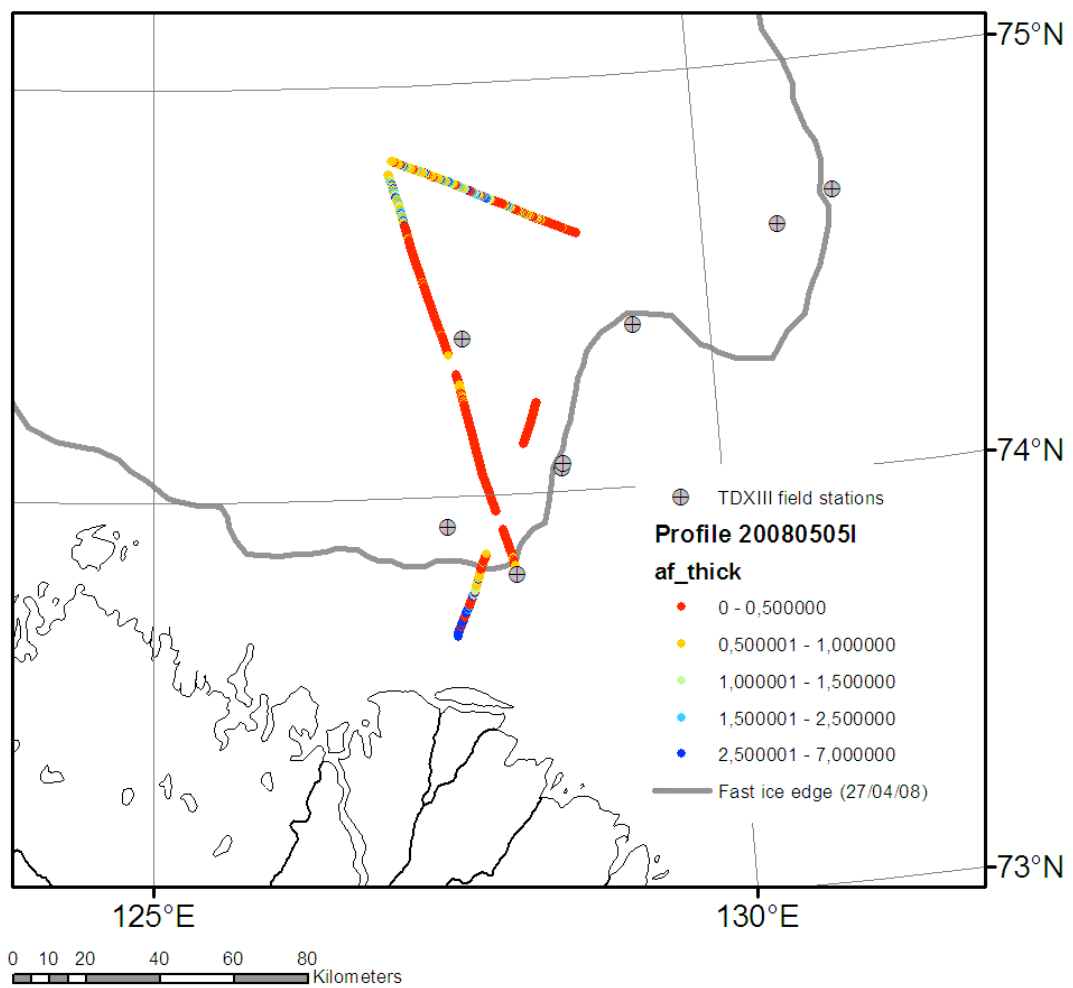 75°N
74°N
TDXIII field stations
Profile 20080505I
af_thick
0 - 0,500000
0,500001 - 1,000000
1,000001 - 1,500000
1,500001 - 2,500000
2,500001 - 7,000000
Fast ice edge (27/04/08)
73°N
125°E 130°E
0 10 20 40 60 80
Kilometers